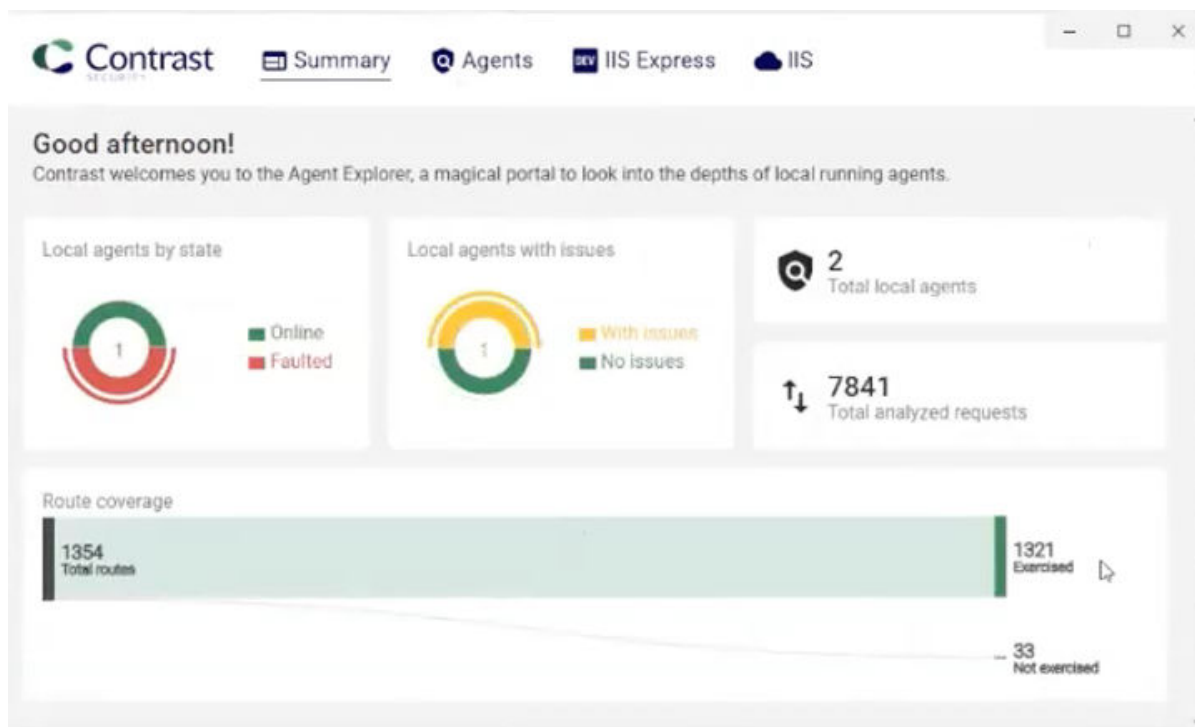 Contrast
SECURITY
Summary
Agents
DEV IIS Express
IIS
Good afternoon!
Contrast welcomes you to the Agent Explorer, a magical portal to look into the depths of local running agents.
Local agents by state
1
Online
Faulted
Local agents with issues
1
With issues
No issues
2
Total local agents
7841
Total analyzed requests
Route coverage
1354
Total routes
1321
Exercised
33
Not exercised